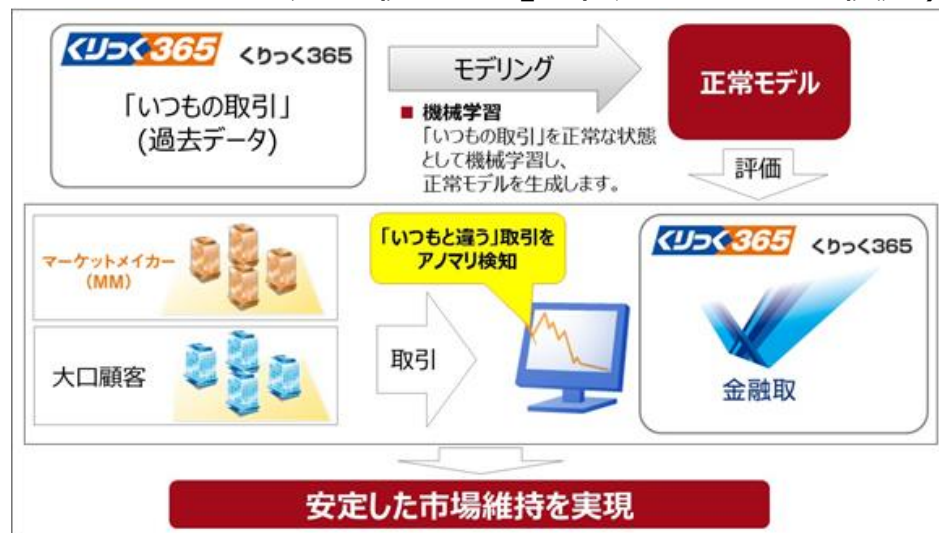 くりっく365 くりっく365
「いつもの取引」
(過去データ)
モデリング
■ 機械学習
「いつもの取引」を正常な状態
として機械学習し、
正常モデルを生成します。
正常モデル
評価
マーケットメイカー
(MM)
大口顧客
取引
「いつもと違う」取引を
アノマリ検知
くりっく365 くりっく365
金融取
安定した市場維持を実現